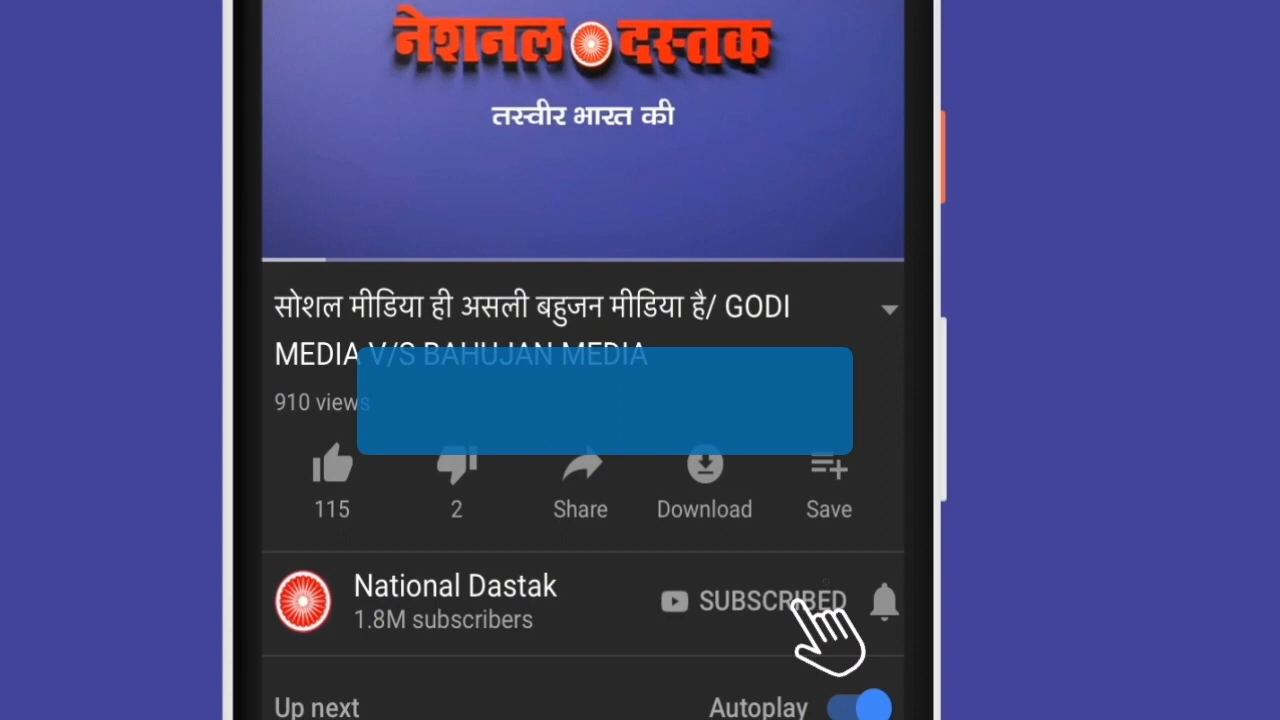 नेशनल दस्तक
तस्वीर भारत की
सोशल मीडिया ही असली बहुजन मीडिया है/ GODI
MEDIA V/S BAHUJAN MEDIA
910 views
115
2
Share
Download
Save
National Dastak
SUBSCRIBED
1.8M subscribers
Up next
Autoplay